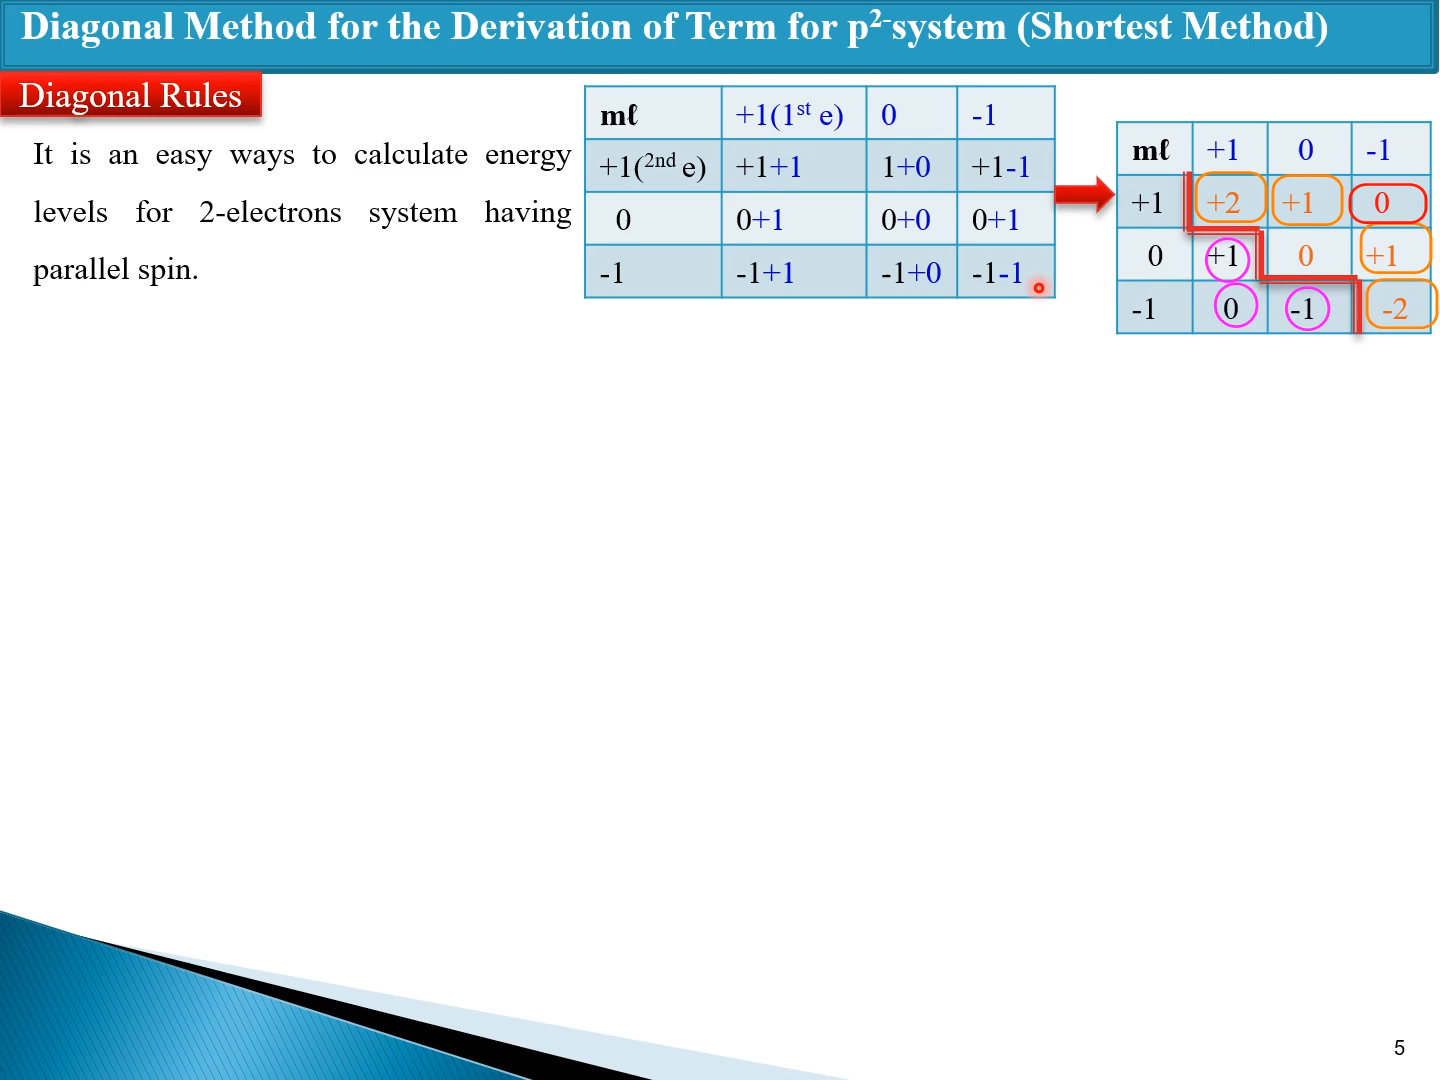 Diagonal Method for the Derivation of Term for p²⁻system (Shortest Method)
Diagonal Rules
It is an easy ways to calculate energy
levels for 2-electrons system having
parallel spin.
mℓ +1(1st e) 0 -1
+1(2nd e) +1+1 1+0 +1-1
0 0+1 0+0 0+1
-1 -1+1 -1+0 -1-1
mℓ +1 0 -1
+1 +2 +1 0
0 +1 0 +1
-1 0 -1 -2
5